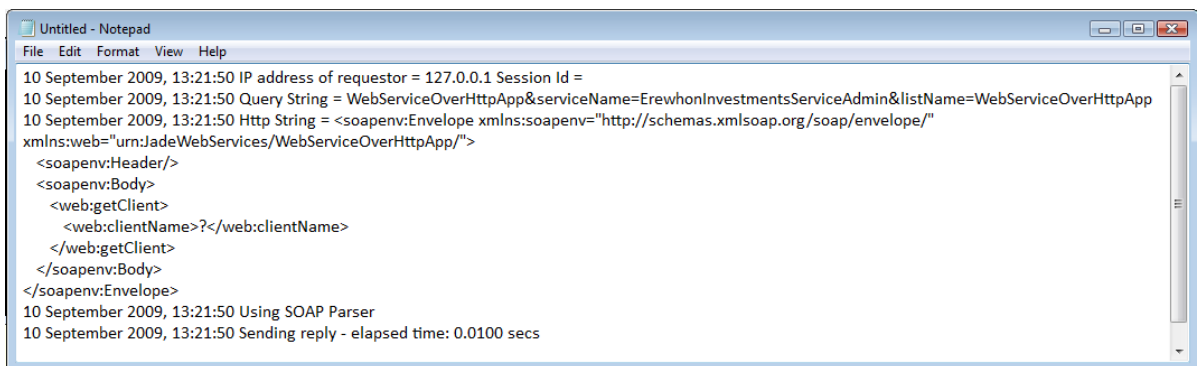 Untitled - Notepad
File Edit Format View Help
10 September 2009, 13:21:50 IP address of requestor = 127.0.0.1 Session Id =
10 September 2009, 13:21:50 Query String = WebServiceOverHttpApp&serviceName=ErewhonInvestmentsServiceAdmin&listName=WebServiceOverHttpApp
10 September 2009, 13:21:50 Http String = <soapenv:Envelope xmlns:soapenv="http://schemas.xmlsoap.org/soap/envelope/"
xmlns:web="urn:JadeWebServices/WebServiceOverHttpApp/">
<soapenv:Header/>
<soapenv:Body>
<web:getClient>
<web:clientName>?</web:clientName>
</web:getClient>
</soapenv:Body>
</soapenv:Envelope>
10 September 2009, 13:21:50 Using SOAP Parser
10 September 2009, 13:21:50 Sending reply - elapsed time: 0.0100 secs